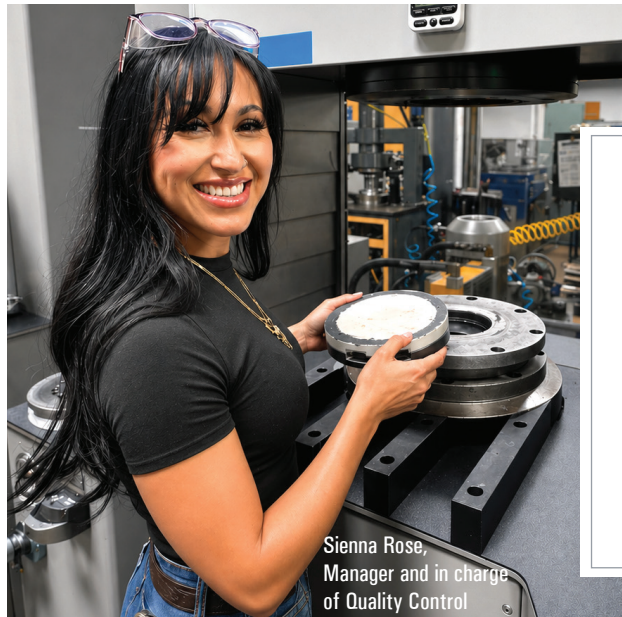 Sienna Rose,
Manager and in charge
of Quality Control